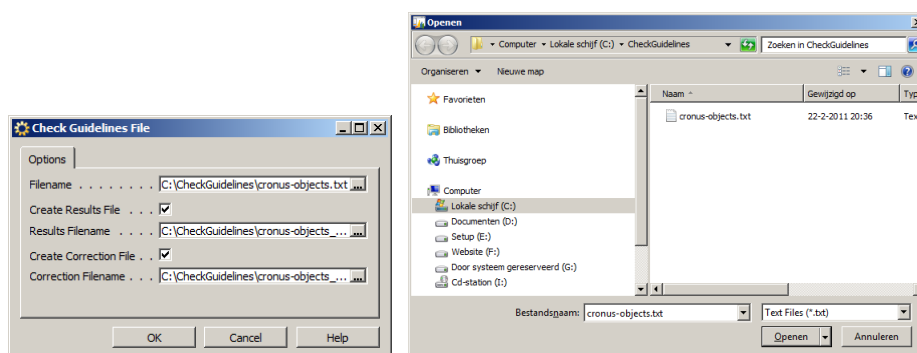 Check Guidelines File
Options
Filename . . . . . . . . C:\CheckGuidelines\cronus-objects.txt ...
Create Results File . . .
Results Filename . . . . C:\CheckGuidelines\cronus-objects_... ...
Create Correction File . .
Correction Filename . . . C:\CheckGuidelines\cronus-objects_... ...
OK Cancel Help
Openen
Computer Lokale schijf (C:) CheckGuidelines Zoeken in CheckGuidelines
Organiseren Nieuwe map
Favorieten
Bibliotheken
Thuisgroep
Computer
Lokale schijf (C:)
Documenten (D:)
Setup (E:)
Website (F:)
Door systeem gereserveerd (G:)
Cd-station (I:)
Naam Gewijzigd op Typ
cronus-objects.txt 22-2-2011 20:36 Tex
Bestandsnaam: cronus-objects.txt Text Files (*.txt)
Openen Annuleren